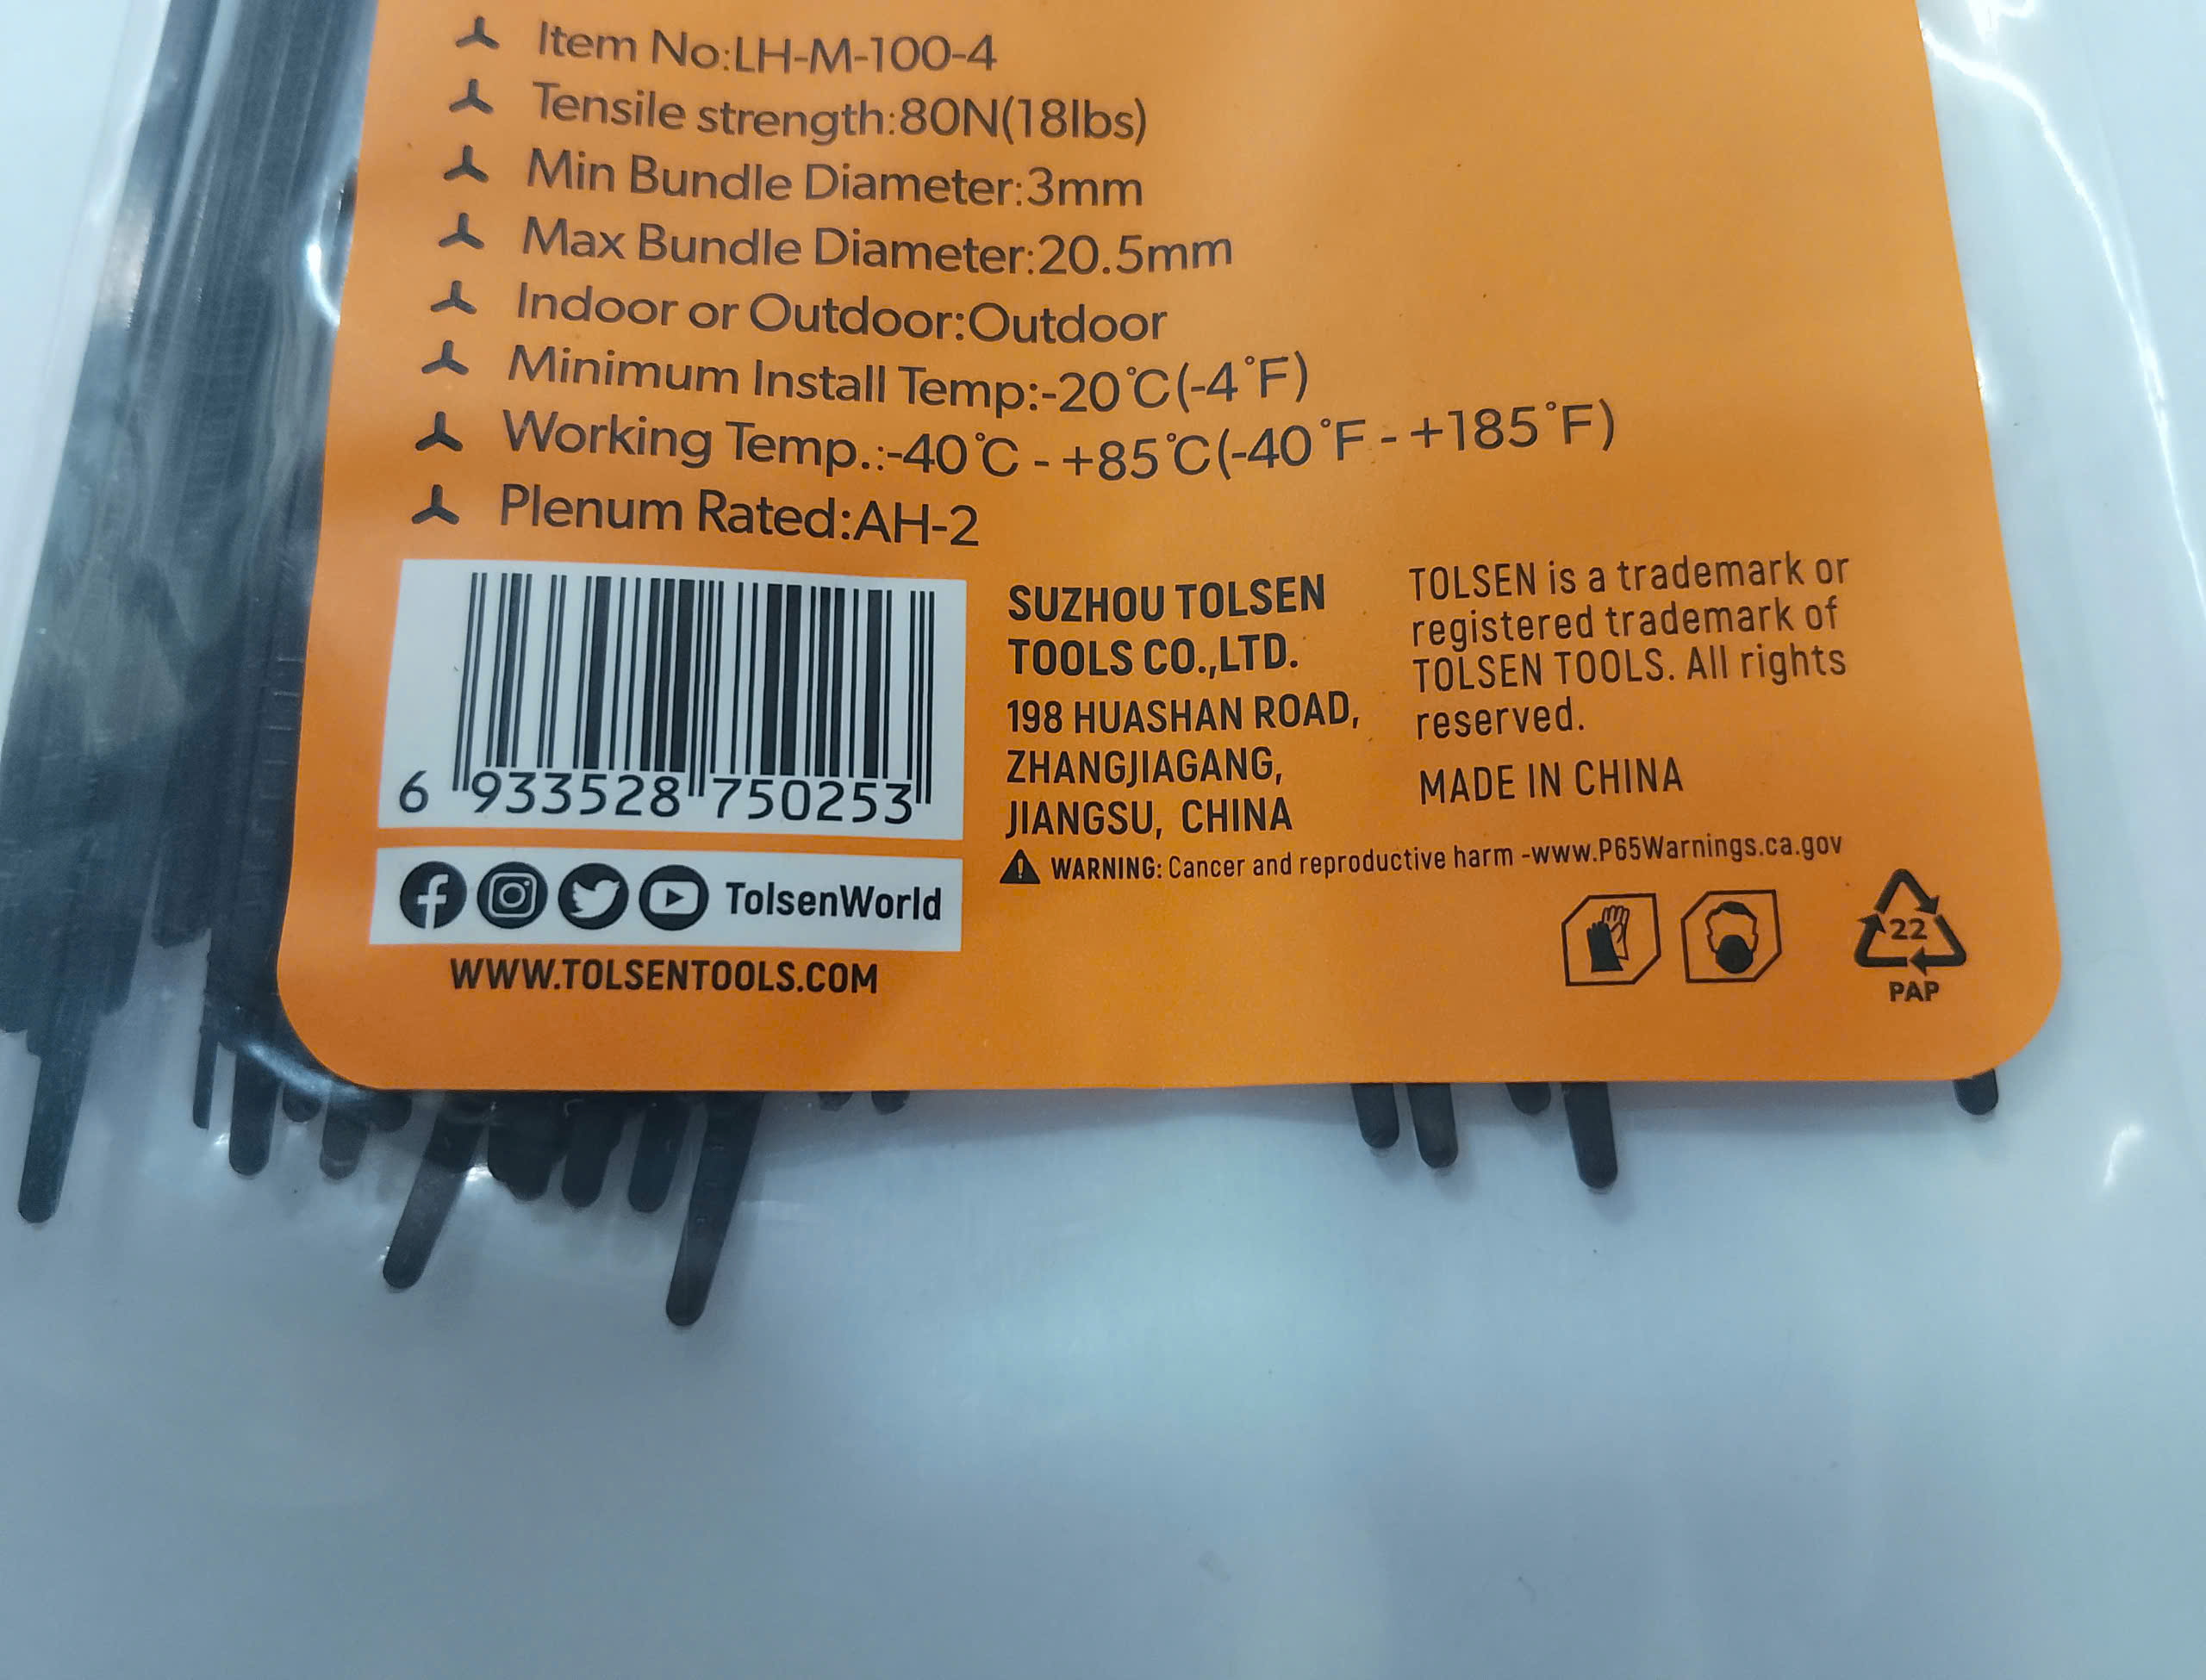 Item No:LH-M-100-4
Tensile strength:80N(18lbs)
Min Bundle Diameter:3mm
Max Bundle Diameter:20.5mm
Indoor or Outdoor:Outdoor
Minimum Install Temp:-20℃(-4°F)
Working Temp.:-40℃ - +85℃(-40°F - +185°F)
Plenum Rated:AH-2
6 933528 750253
TolsenWorld
WWW.TOLSENTOOLS.COM
SUZHOU TOLSEN
TOOLS CO.,LTD.
198 HUASHAN ROAD,
ZHANGJIAGANG,
JIANGSU, CHINA
TOLSEN is a trademark or
registered trademark of
TOLSEN TOOLS. All rights
reserved.
MADE IN CHINA
WARNING: Cancer and reproductive harm -www.P65Warnings.ca.gov
22
PAP